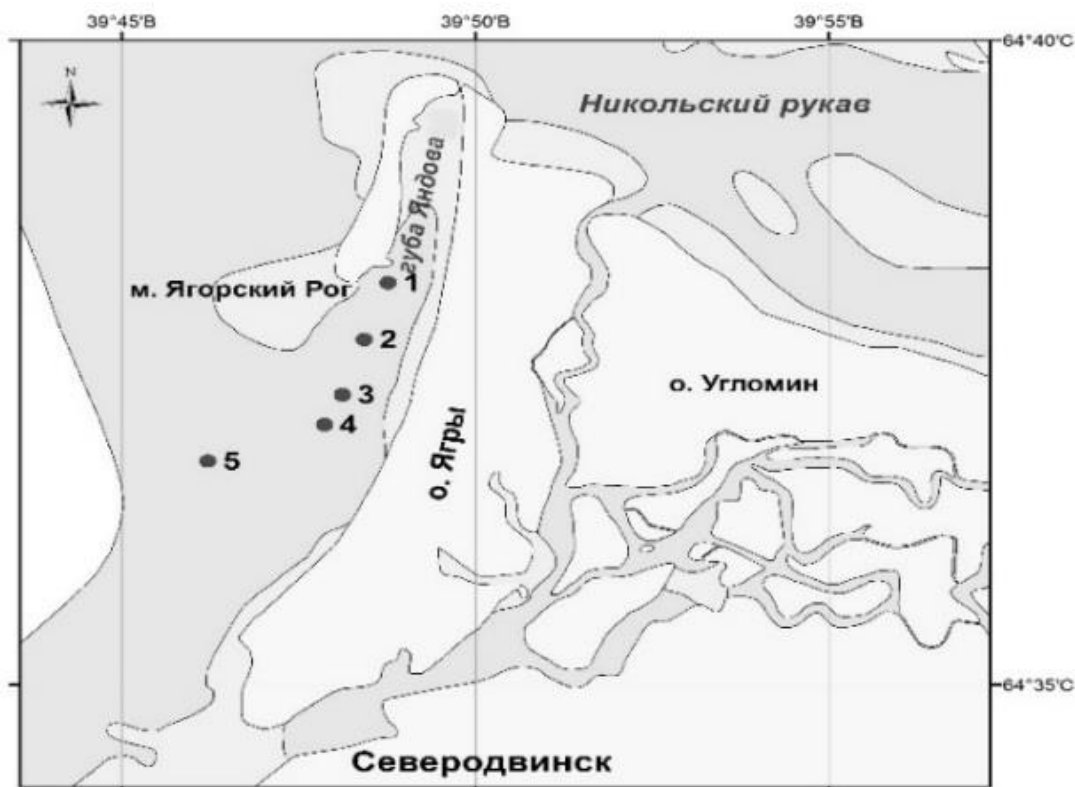 39°45'В
39°50'В
39°55'В
64°40'С
N
Никольский рукав
губа Яндова
м. Ягорский Рог
1
2
3
4
5
о. Угломин
о. Ягры
64°35'С
Северодвинск